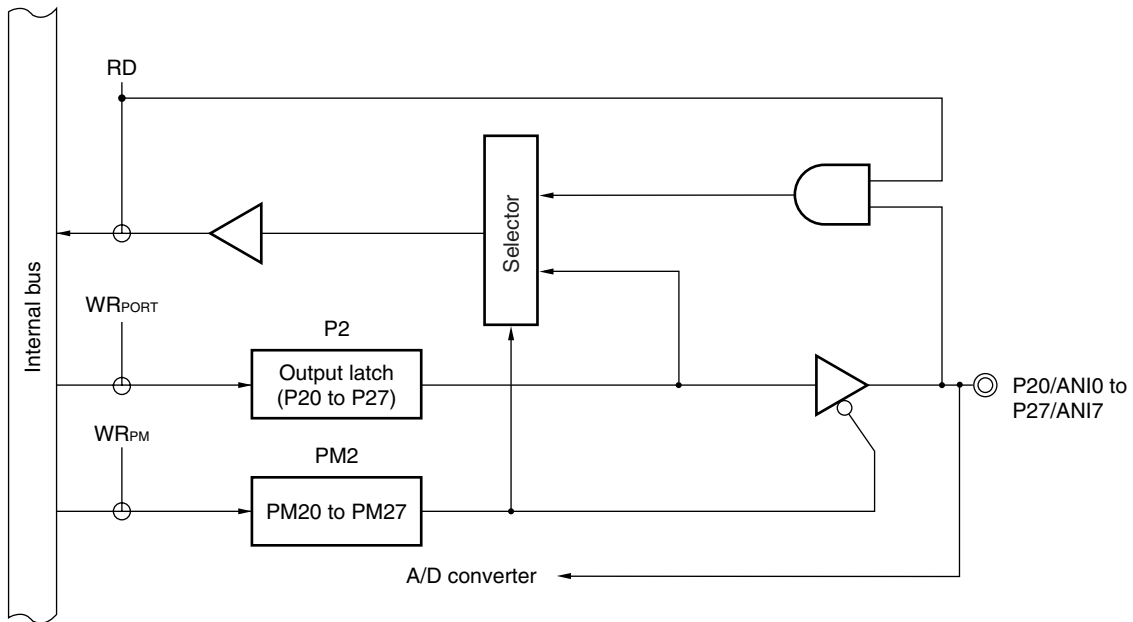 RD
Selector
Internal bus
WRPORT
P2
Output latch
(P20 to P27)
P20/ANI0 to
P27/ANI7
WRPM
PM2
PM20 to PM27
A/D converter